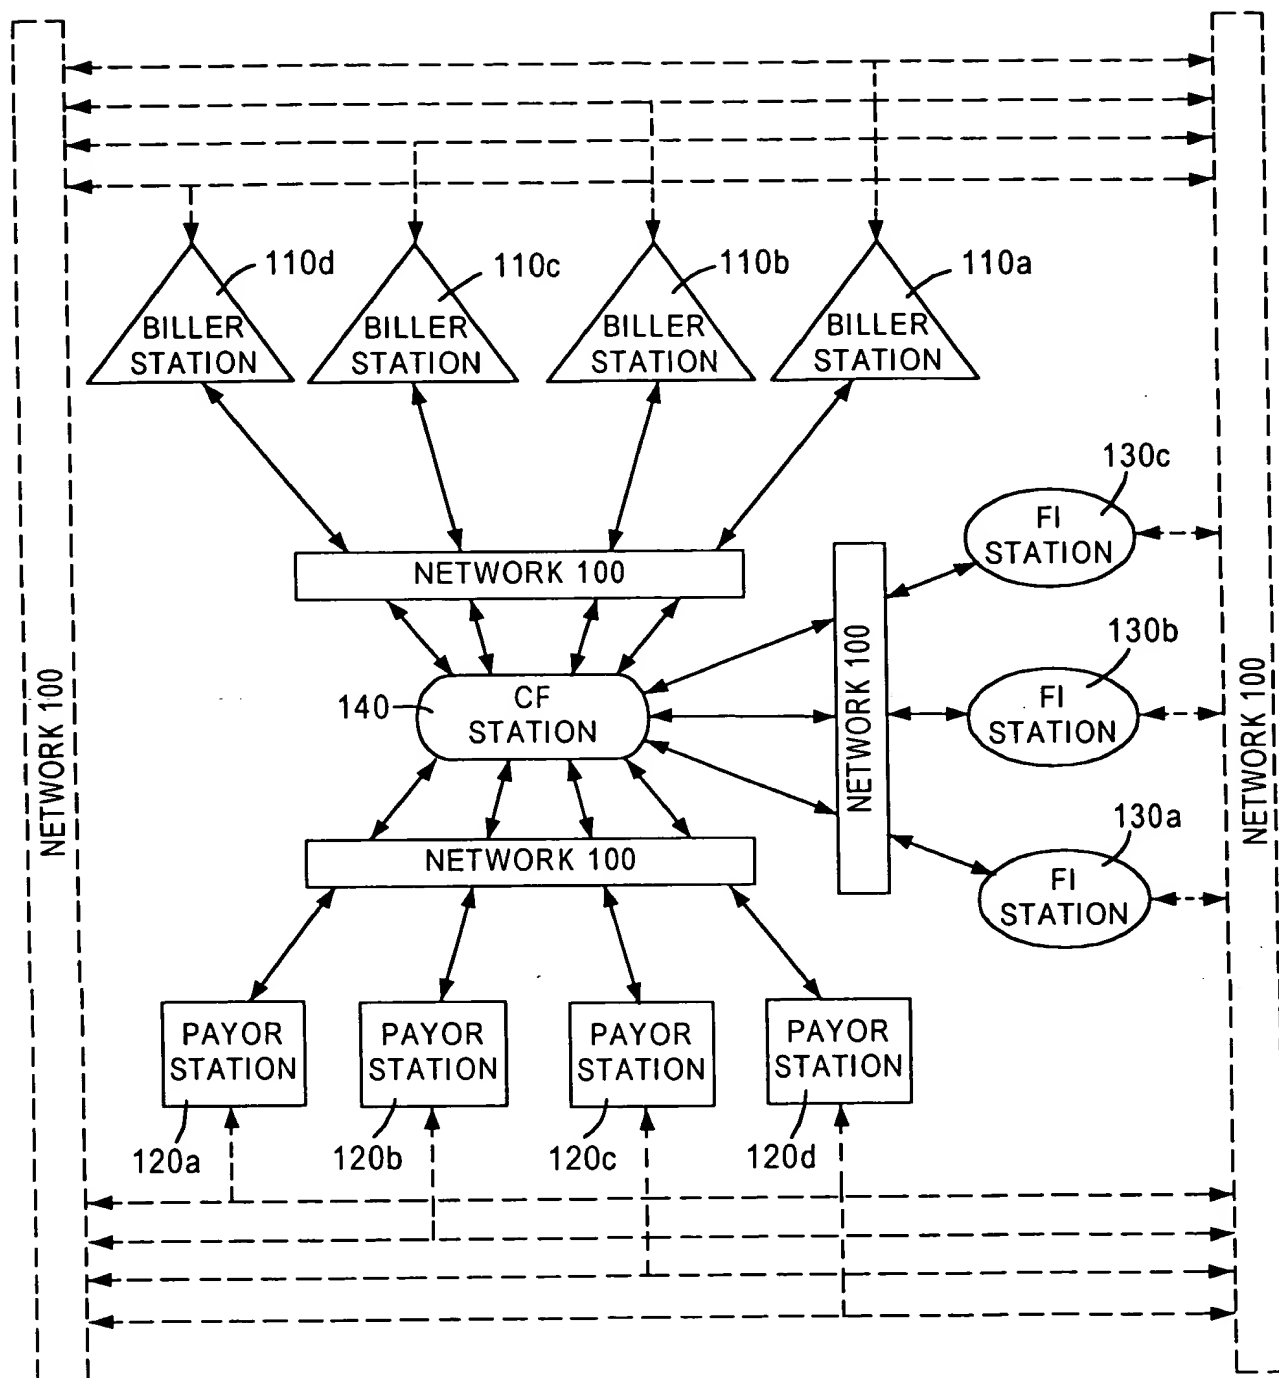 110d
110c
110b
110a
BILLER
STATION
BILLER
STATION
BILLER
STATION
BILLER
STATION
130c
FI
STATION
NETWORK 100
130b
FI
STATION
NETWORK 100
CF
STATION
140
NETWORK 100
NETWORK 100
NETWORK 100
130a
FI
STATION
PAYOR
STATION
PAYOR
STATION
PAYOR
STATION
PAYOR
STATION
120a
120b
120c
120d